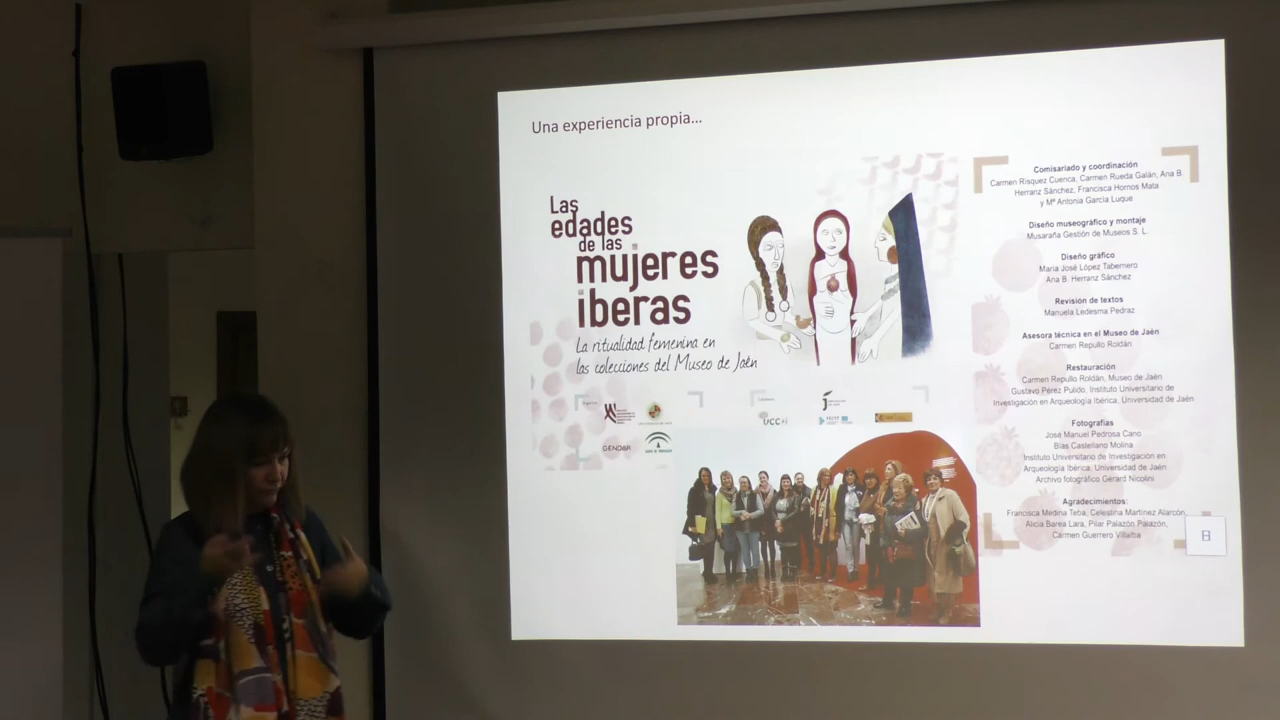 Una experiencia propia...
Las
edades
de las
mujeres
iberas
La ritualidad femenina en
las colecciones del Museo de Jaén
GENDAR
UCC+i
Comisariado y coordinación
Carmen Rísquez Cuenca, Carmen Rueda Galán, Ana B.
Herranz Sánchez, Francisca Hornos Mata
y Mª Antonia García Luque
Diseño museográfico y montaje
Musaraña Gestión de Museos S. L.
Diseño gráfico
María José López Tabernero
Ana B. Herranz Sánchez
Revisión de textos
Manuela Ledesma Pedraz
Asesora técnica en el Museo de Jaén
Carmen Repullo Roldán
Restauración
Carmen Repullo Roldán, Museo de Jaén
Gustavo Pérez Pulido, Instituto Universitario de
Investigación en Arqueología Ibérica, Universidad de Jaén
Fotografías
José Manuel Pedrosa Cano
Blas Castellano Molina
Instituto Universitario de Investigación en
Arqueología Ibérica, Universidad de Jaén
Archivo fotográfico Gérard Nicolini
Agradecimientos:
Francisca Medina Teba, Celestina Martínez Alarcón,
Alicia Barea Lara, Pilar Palazón Palazón,
Carmen Guerrero Villalba